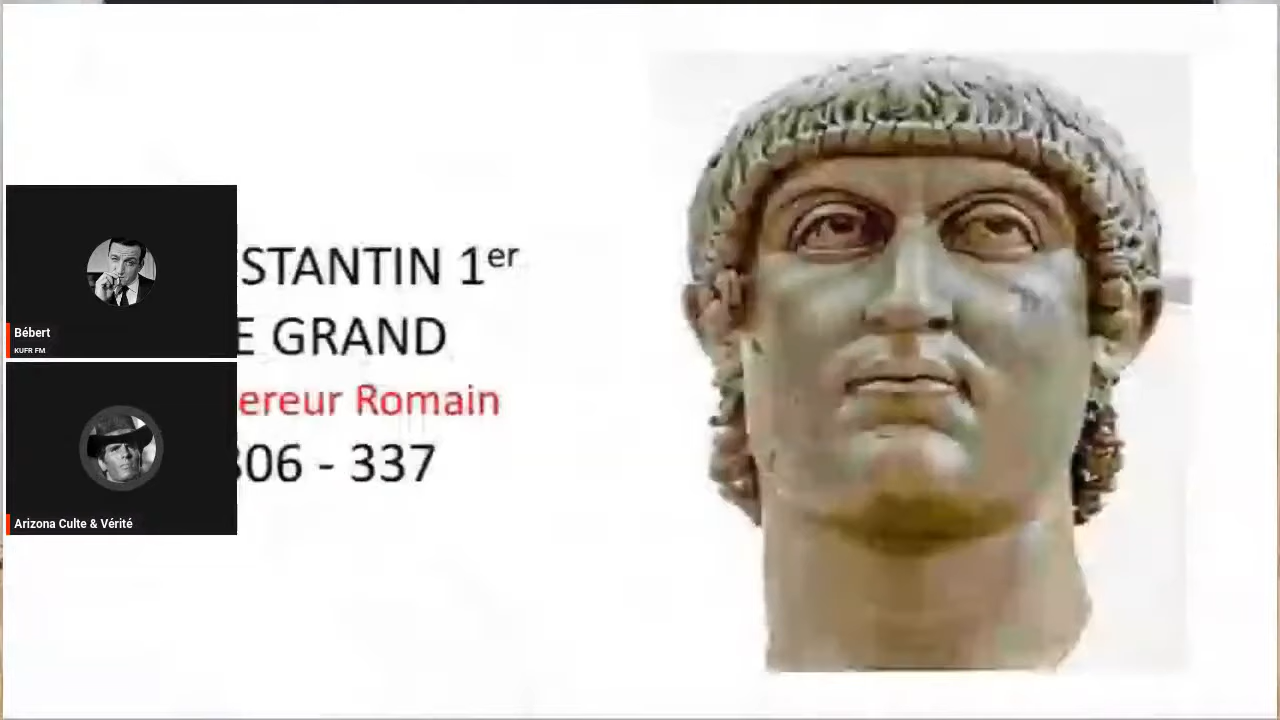 STANTIN 1er
E GRAND
ereur Romain
306 - 337
Bébert
KUFR FM
Arizona Culte & Vérité